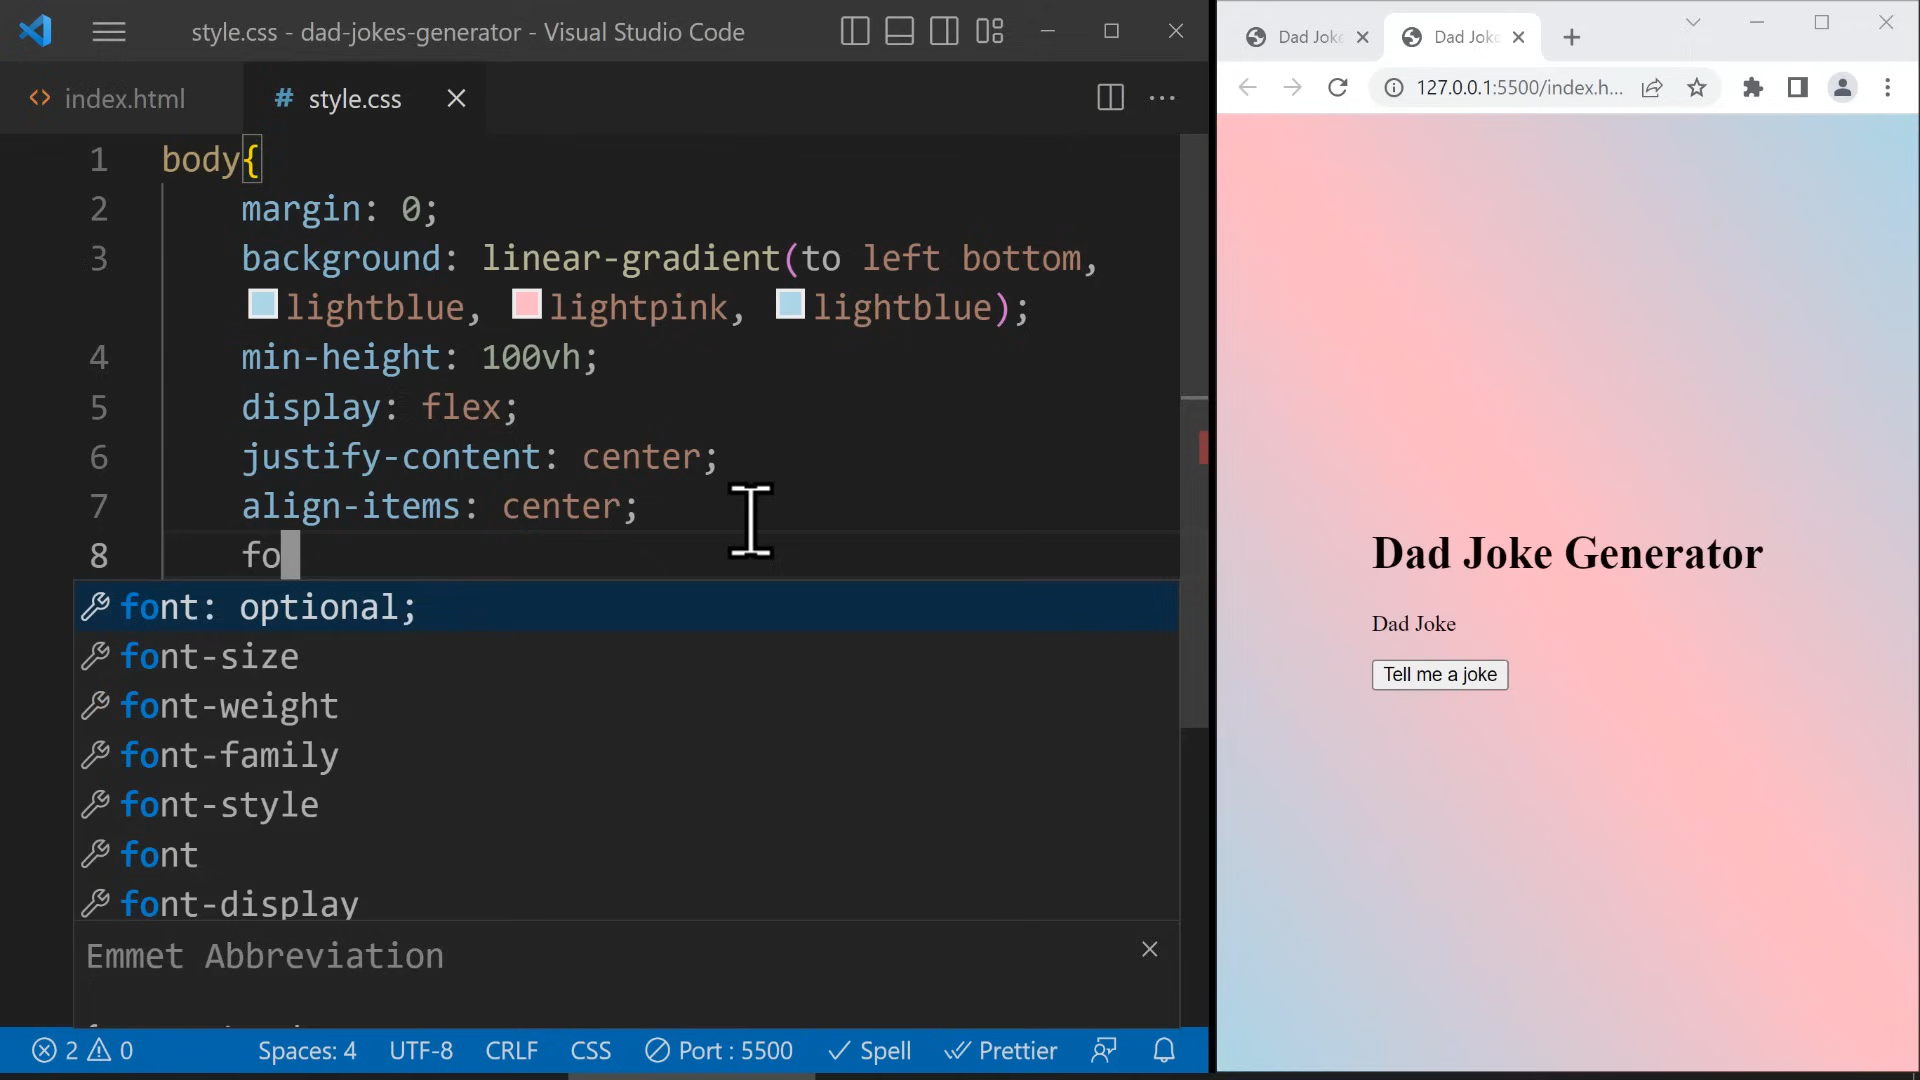 style.css - dad-jokes-generator - Visual Studio Code
index.html
# style.css
1 body{
2 margin: 0;
3 background: linear-gradient(to left bottom,
lightblue, lightpink, lightblue);
4 min-height: 100vh;
5 display: flex;
6 justify-content: center;
7 align-items: center;
8 fo
font: optional;
font-size
font-weight
font-family
font-style
font
font-display
Emmet Abbreviation
2 0 Spaces: 4 UTF-8 CRLF CSS Port : 5500 Spell Prettier
Dad Joke Dad Joke
127.0.0.1:5500/index.h...
Dad Joke Generator
Dad Joke
Tell me a joke